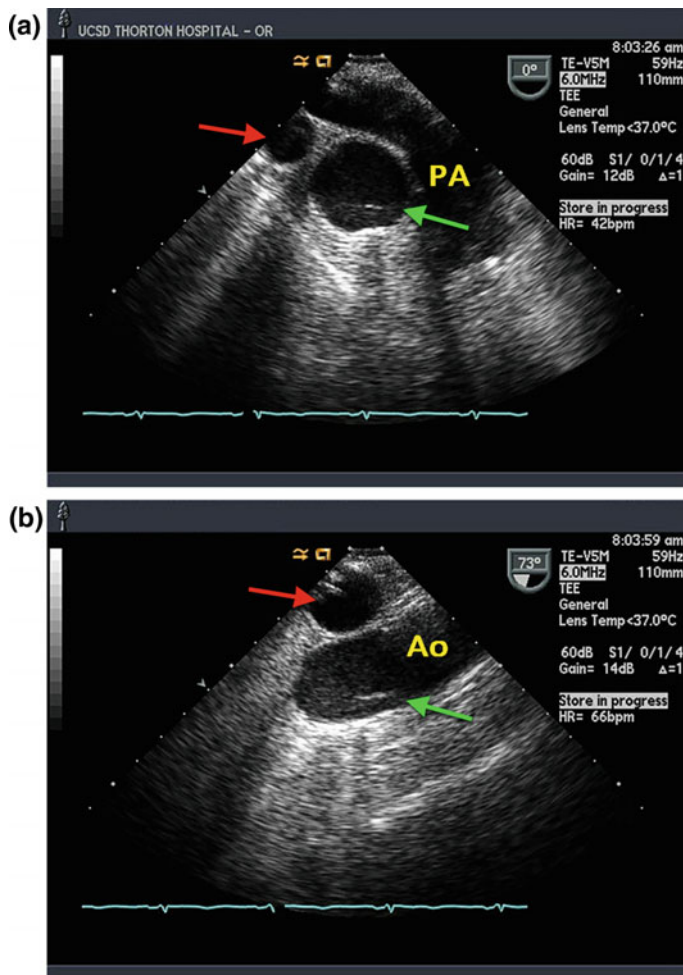 (a)
UCSD THORTON HOSPITAL - OR
8:03:26 am
0°
TE-V5M 59Hz
6.0MHz 110mm
TEE
General
Lens Temp<37.0°C
60dB S1/ 0/1/ 4
Gain= 12dB Δ=1
Store in progress
HR= 42bpm
PA
(b)
8:03:59 am
73°
TE-V5M 59Hz
6.0MHz 110mm
TEE
General
Lens Temp<37.0°C
60dB S1/ 0/1/ 4
Gain= 14dB Δ=1
Store in progress
HR= 66bpm
Ao